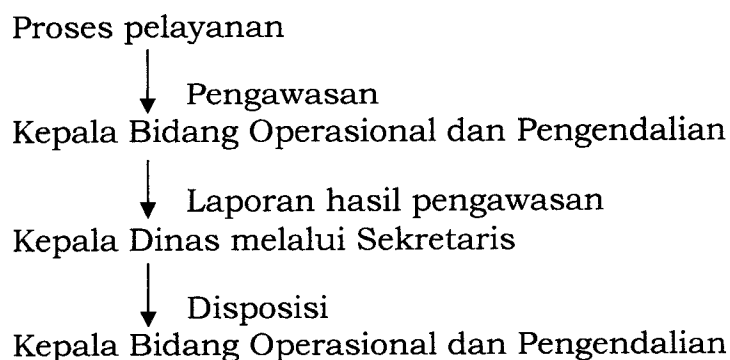 Proses pelayanan
Pengawasan
Kepala Bidang Operasional dan Pengendalian
Laporan hasil pengawasan
Kepala Dinas melalui Sekretaris
Disposisi
Kepala Bidang Operasional dan Pengendalian